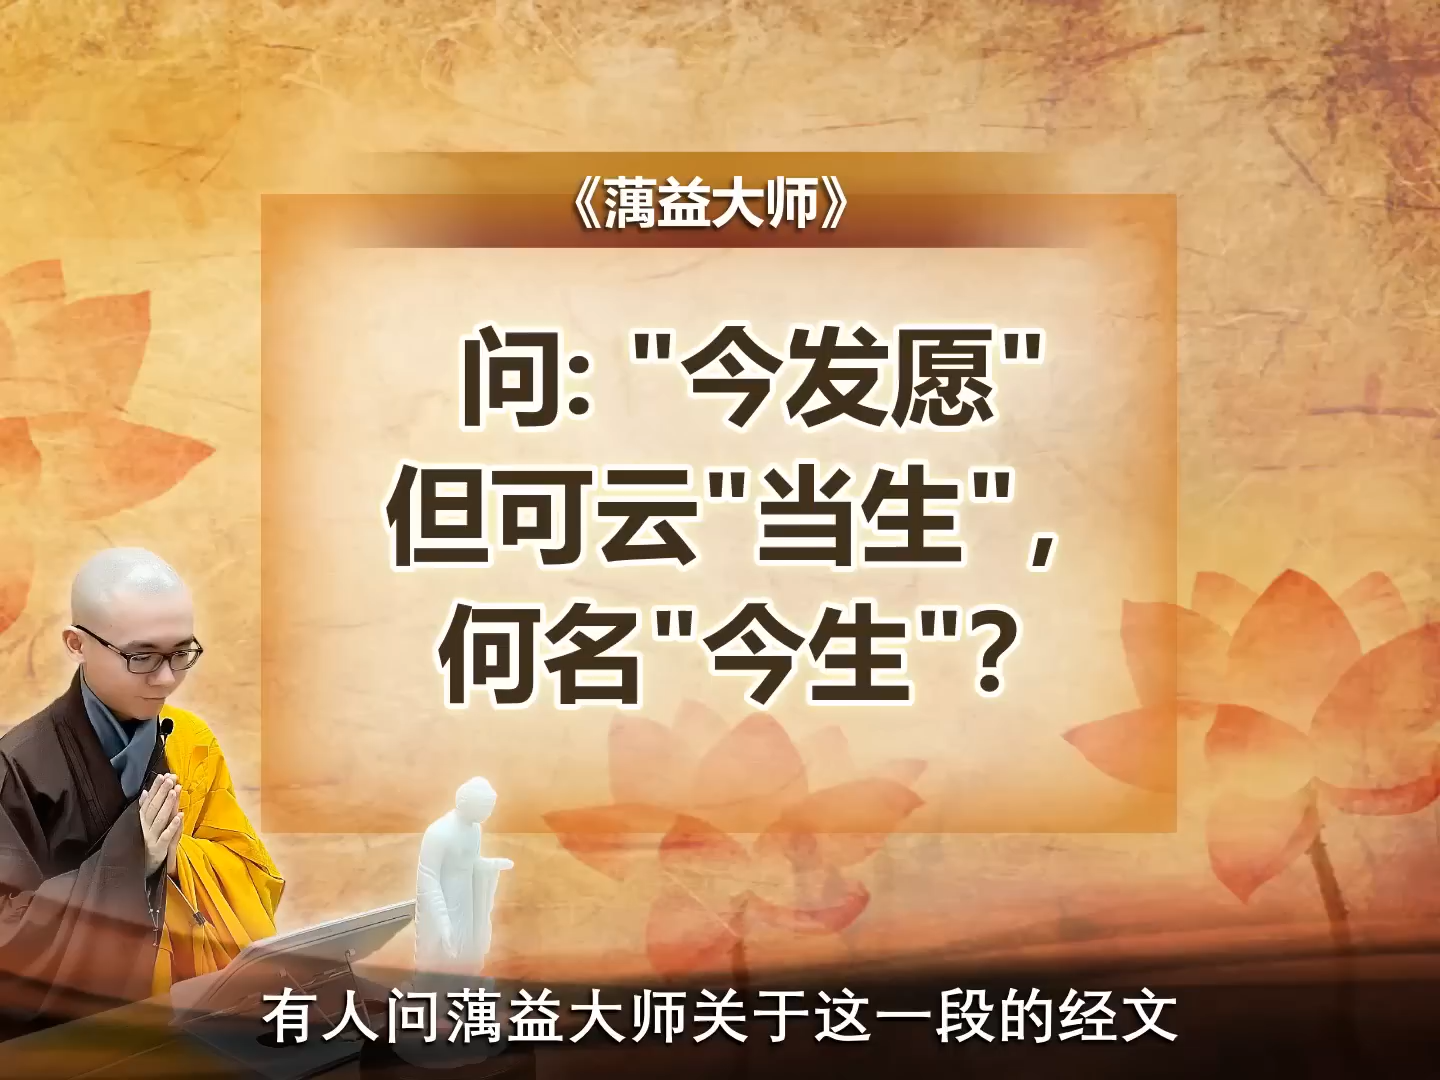 《蕅益大师》
问："今发愿"
但可云"当生"，
何名"今生"？
有人问蕅益大师关于这一段的经文